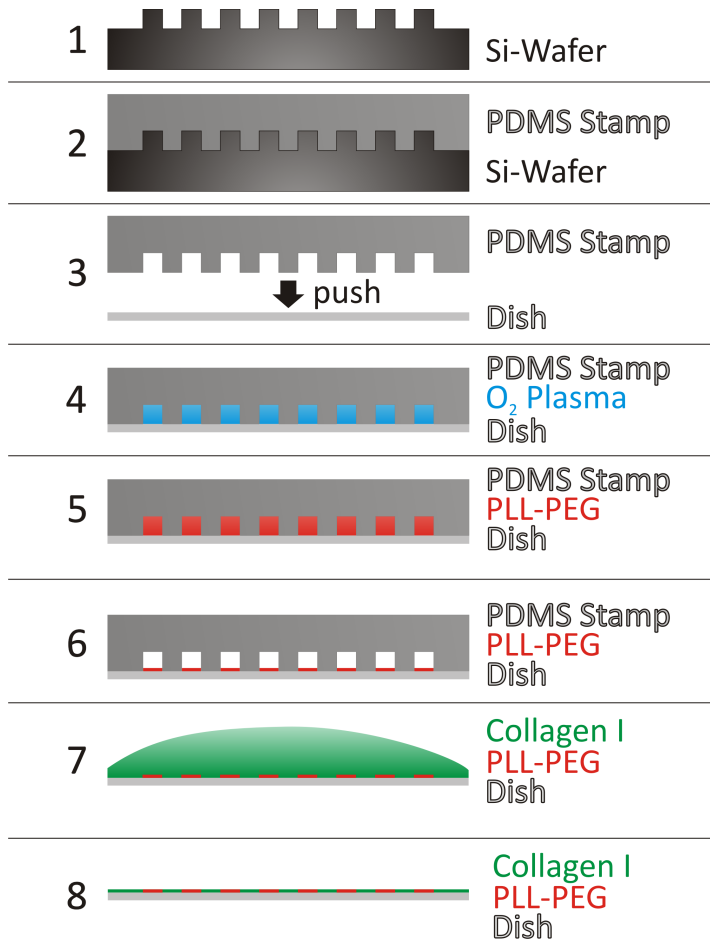 1
Si-Wafer
2
PDMS Stamp
Si-Wafer
3
PDMS Stamp
push
Dish
4
PDMS Stamp
O₂ Plasma
Dish
5
PDMS Stamp
PLL-PEG
Dish
6
PDMS Stamp
PLL-PEG
Dish
7
Collagen I
PLL-PEG
Dish
8
Collagen I
PLL-PEG
Dish